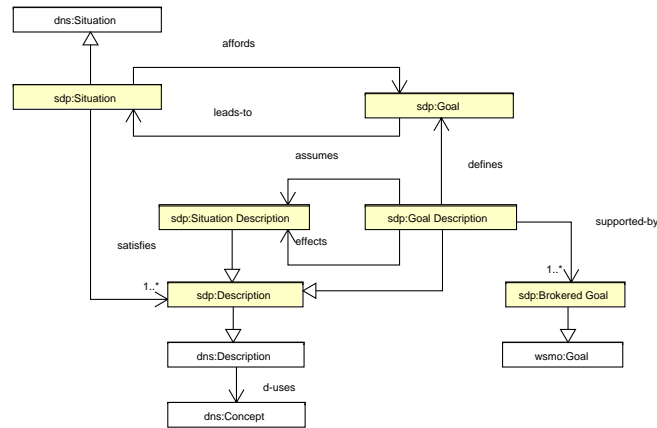 dns:Situation
affords
sdp:Situation
sdp:Goal
leads-to
assumes
defines
sdp:Situation Description
sdp:Goal Description
supported-by
satisfies
effects
1..*
1..*
sdp:Description
sdp:Brokered Goal
dns:Description
wsmo:Goal
d-uses
dns:Concept